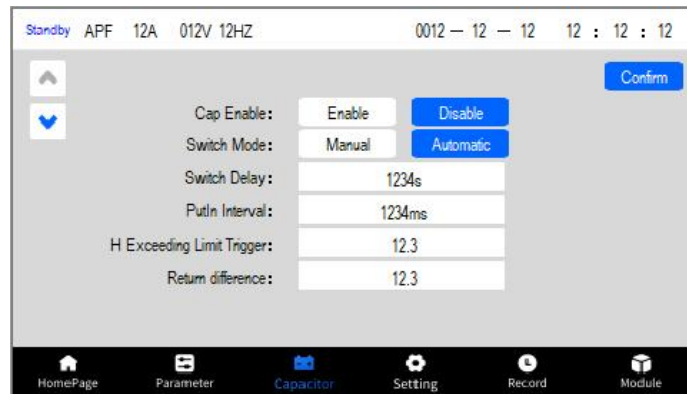 Standby APF 12A 012V 12HZ 0012 — 12 — 12 12 : 12 : 12
Confirm
Cap Enable: Enable Disable
Switch Mode: Manual Automatic
Switch Delay: 1234s
PutIn Interval: 1234ms
H Exceeding Limit Trigger: 12.3
Return difference: 12.3
HomePage Parameter Capacitor Setting Record Module